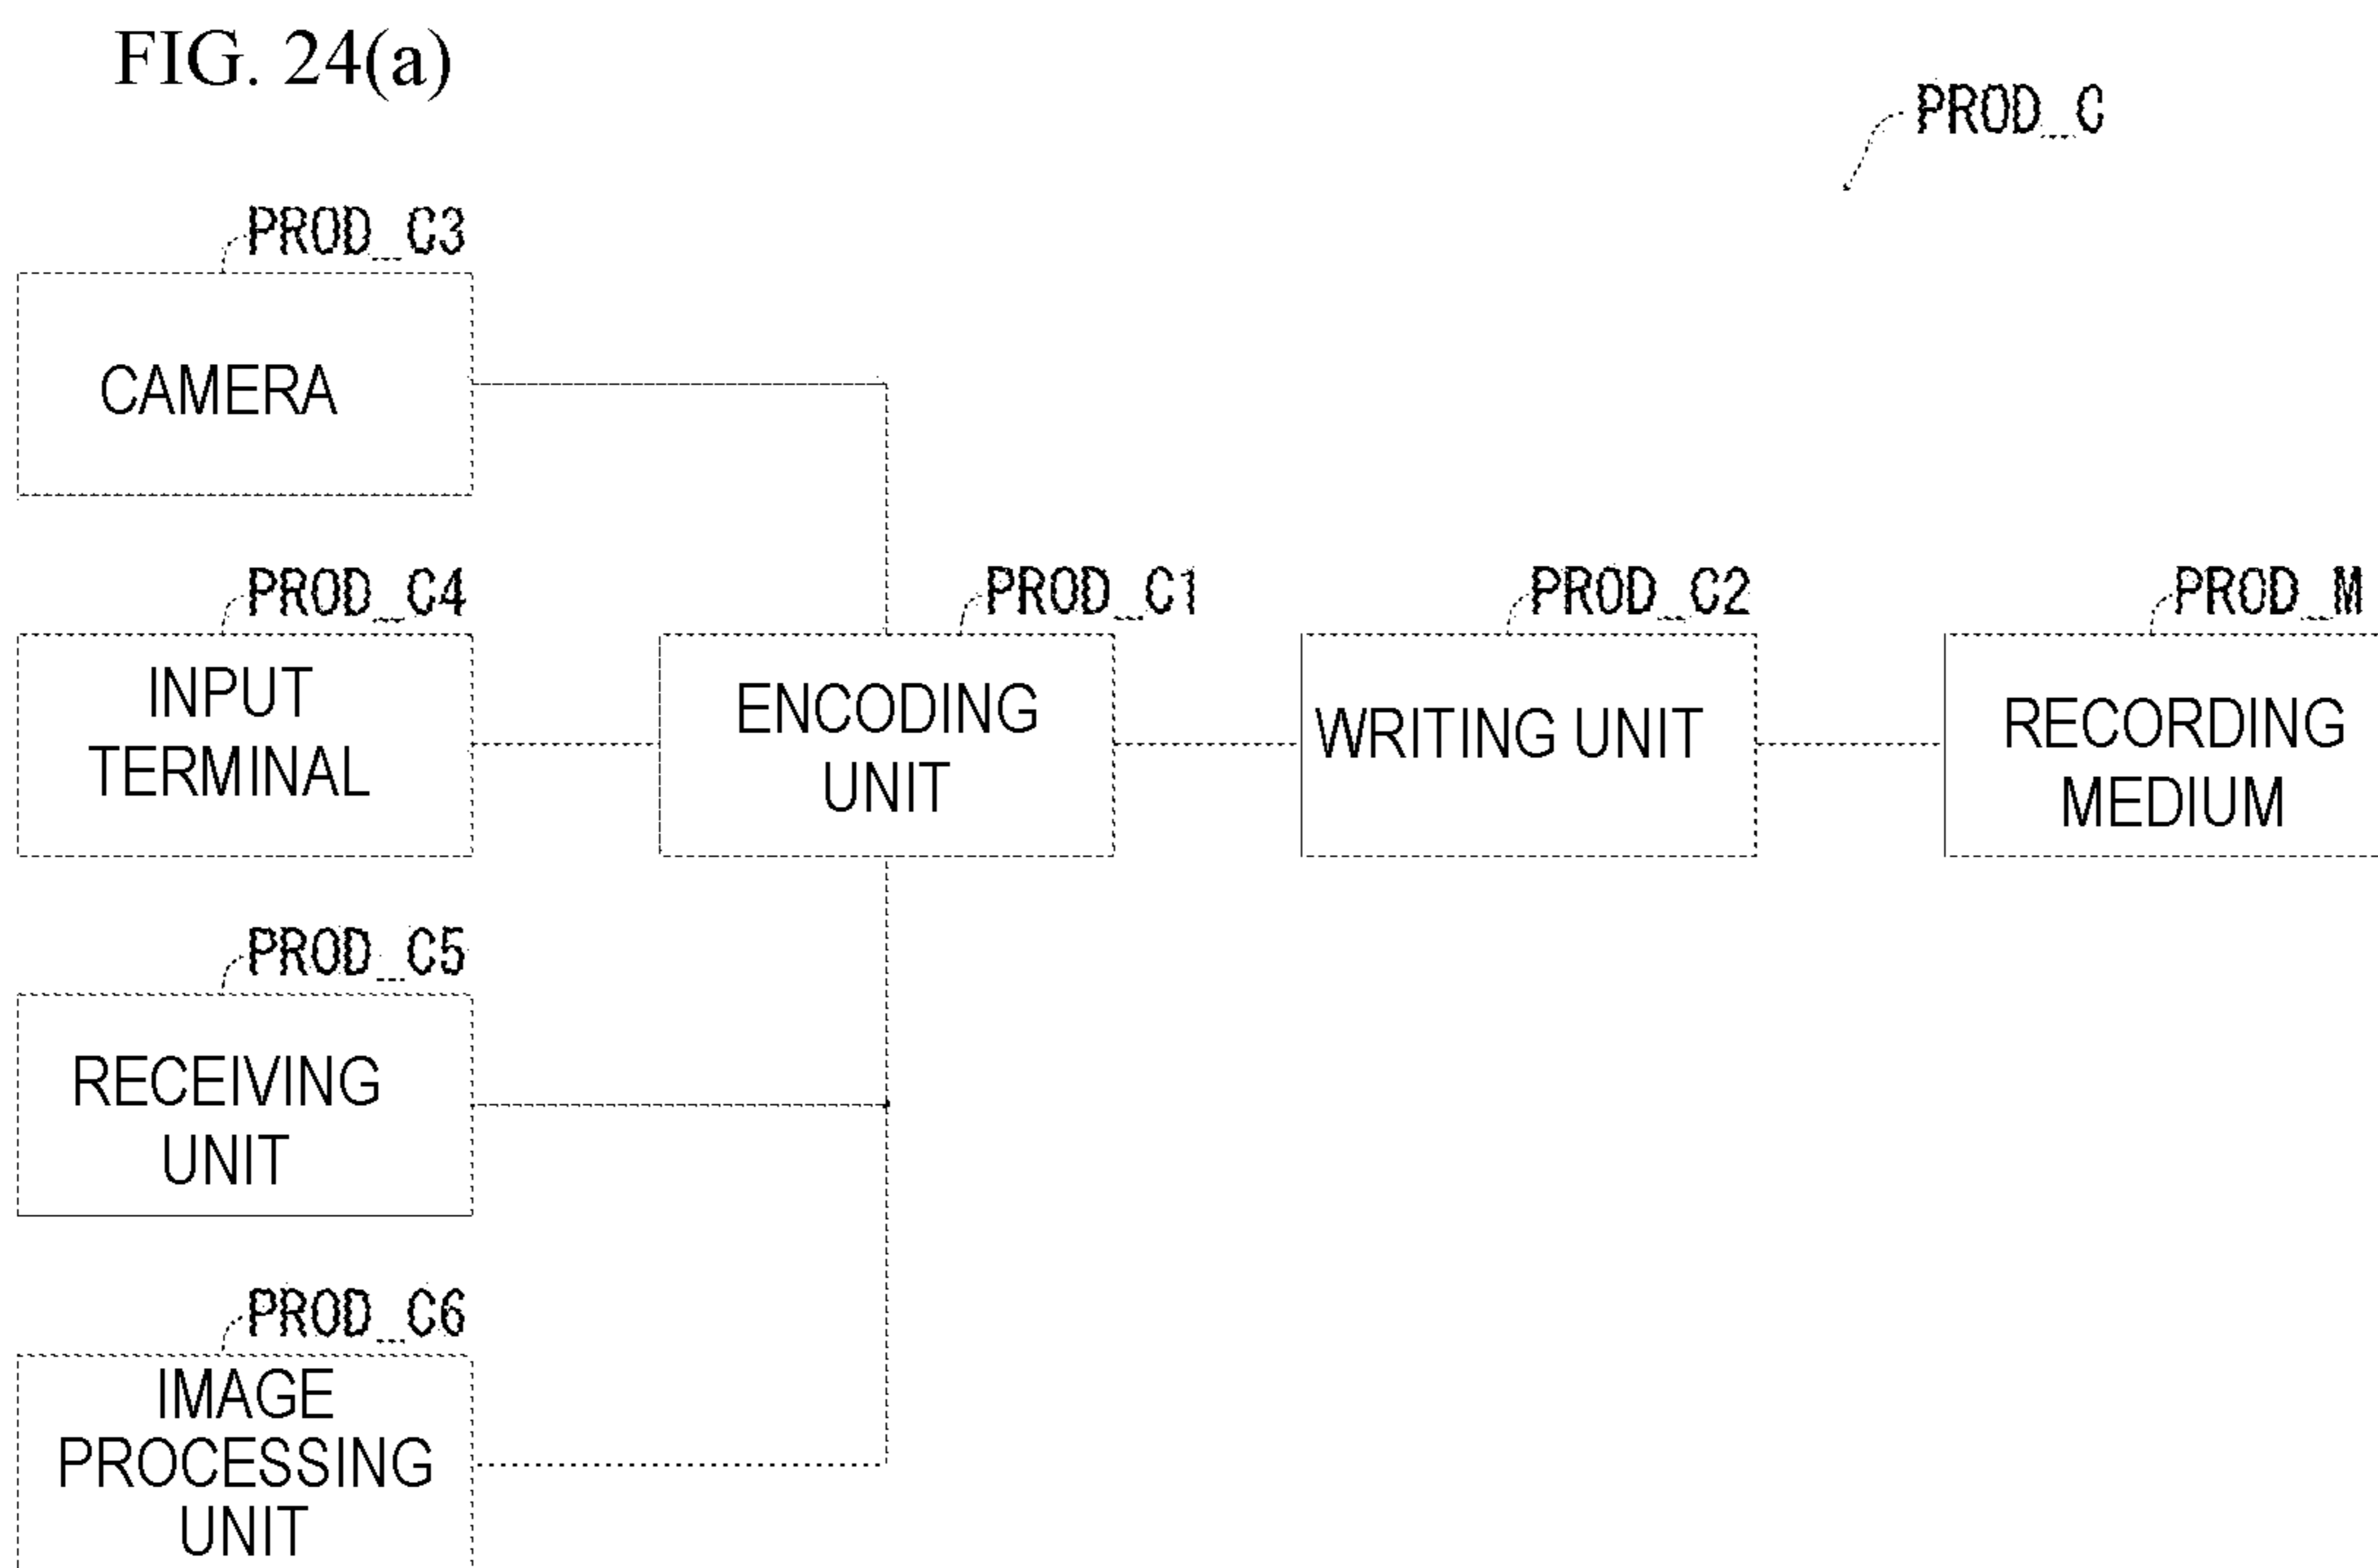 FIG. 24(a)
PROD_C
PROD_C3
CAMERA
PROD_C4
INPUT
TERMINAL
PROD_C1
ENCODING
UNIT
PROD_C2
WRITING UNIT
PROD_M
RECORDING
MEDIUM
PROD_C5
RECEIVING
UNIT
PROD_C6
IMAGE
PROCESSING
UNIT